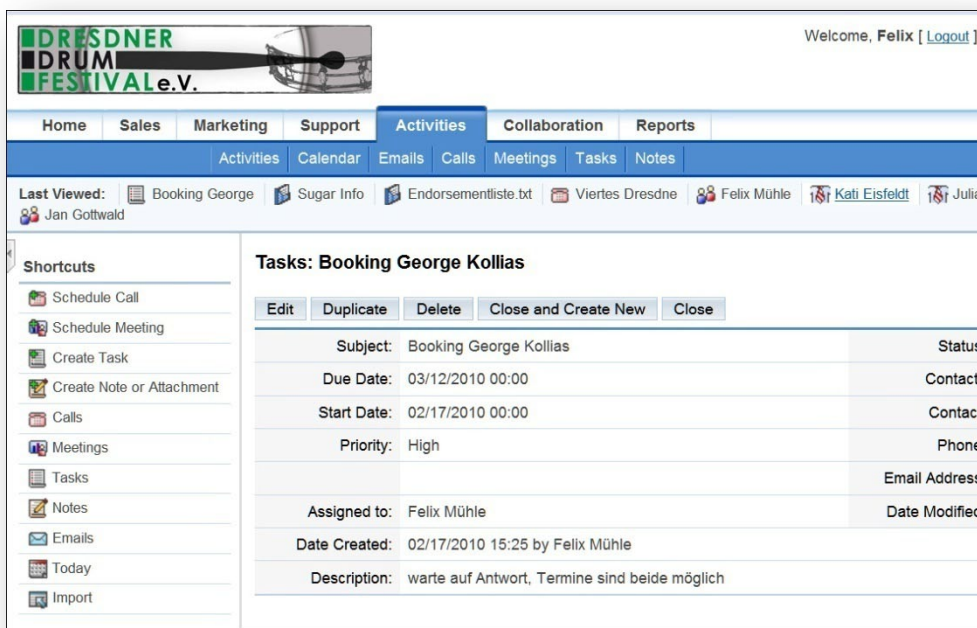 DRESDNER
DRUM
FESTIVAL e.V.
Welcome, Felix [ Logout ]
Home Sales Marketing Support Activities Collaboration Reports
Activities Calendar Emails Calls Meetings Tasks Notes
Last Viewed: Booking George Sugar Info Endorsementliste.txt Viertes Dresdne Felix Mühle Kati Eisfeldt Julia
Jan Gottwald
Shortcuts
Schedule Call
Schedule Meeting
Create Task
Create Note or Attachment
Calls
Meetings
Tasks
Notes
Emails
Today
Import
Tasks: Booking George Kollias
Edit Duplicate Delete Close and Create New Close
Subject: Booking George Kollias Status
Due Date: 03/12/2010 00:00 Contact
Start Date: 02/17/2010 00:00 Contac
Priority: High Phone
Email Address
Assigned to: Felix Mühle Date Modified
Date Created: 02/17/2010 15:25 by Felix Mühle
Description: warte auf Antwort, Termine sind beide möglich